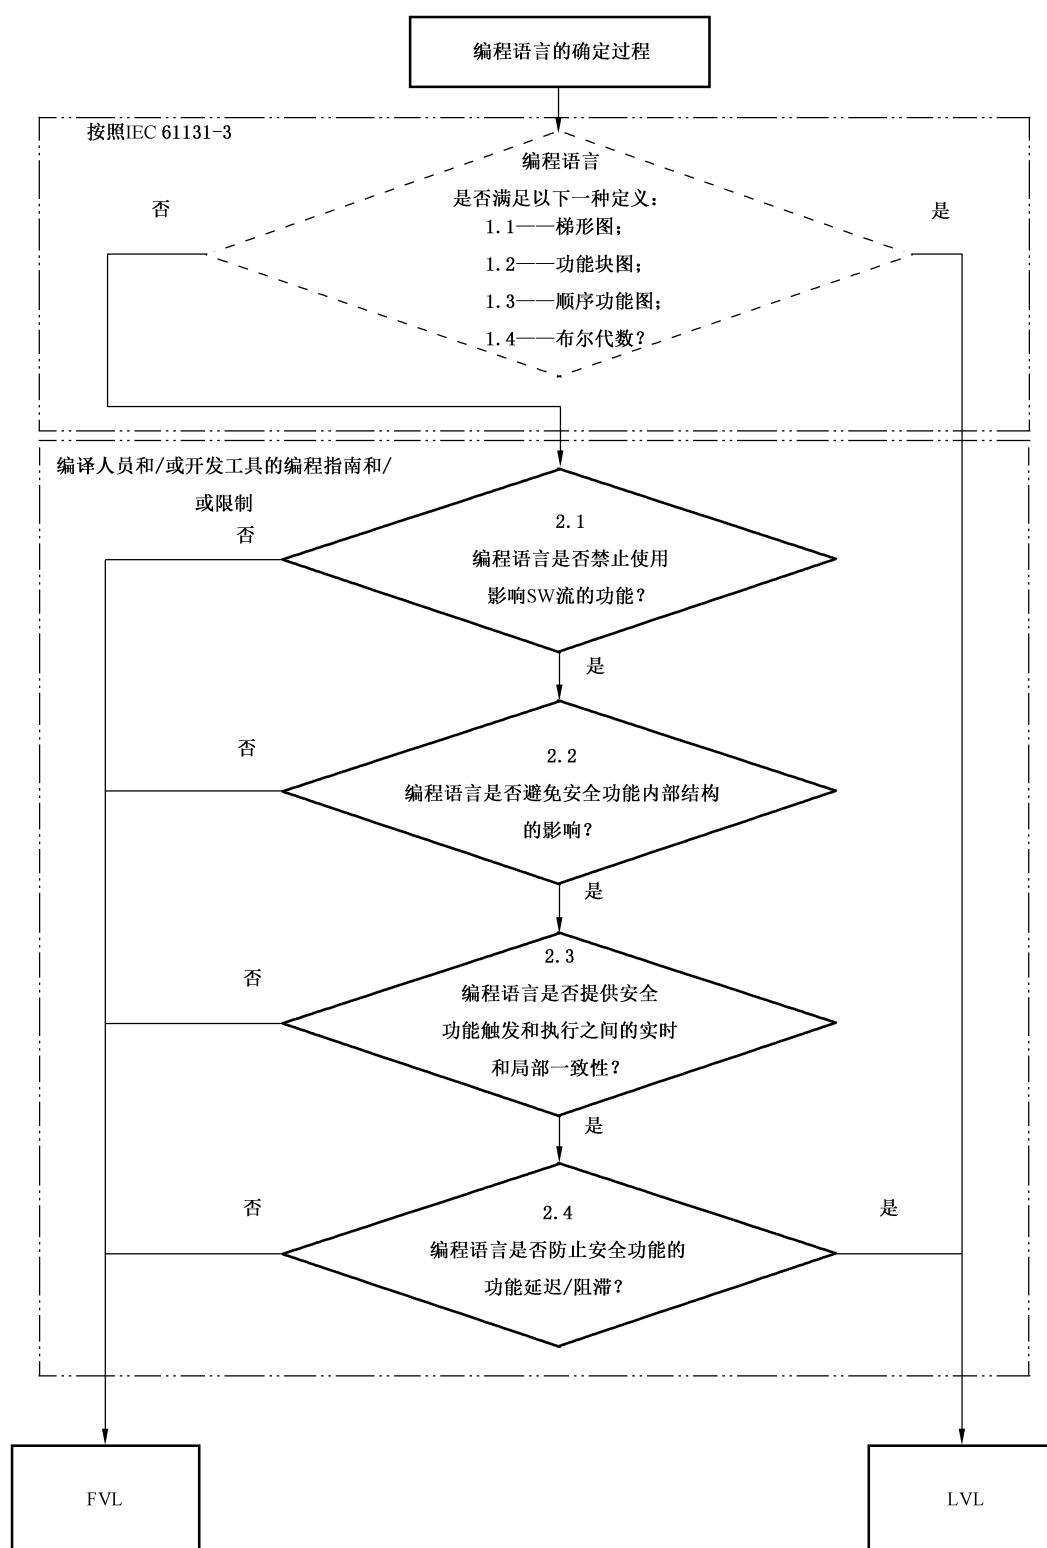 编程语言的确定过程
按照IEC 61131-3
编程语言
是否满足以下一种定义：
否
是
1.1——梯形图；
1.2——功能块图；
1.3——顺序功能图；
1.4——布尔代数？
编译人员和/或开发工具的编程指南和/
或限制
否
2.1
编程语言是否禁止使用
影响SW流的功能？
是
否
2.2
编程语言是否避免安全功能内部结构
的影响？
是
否
2.3
编程语言是否提供安全
功能触发和执行之间的实时
和局部一致性？
是
否
是
2.4
编程语言是否防止安全功能的
功能延迟/阻滞？
FVL
LVL